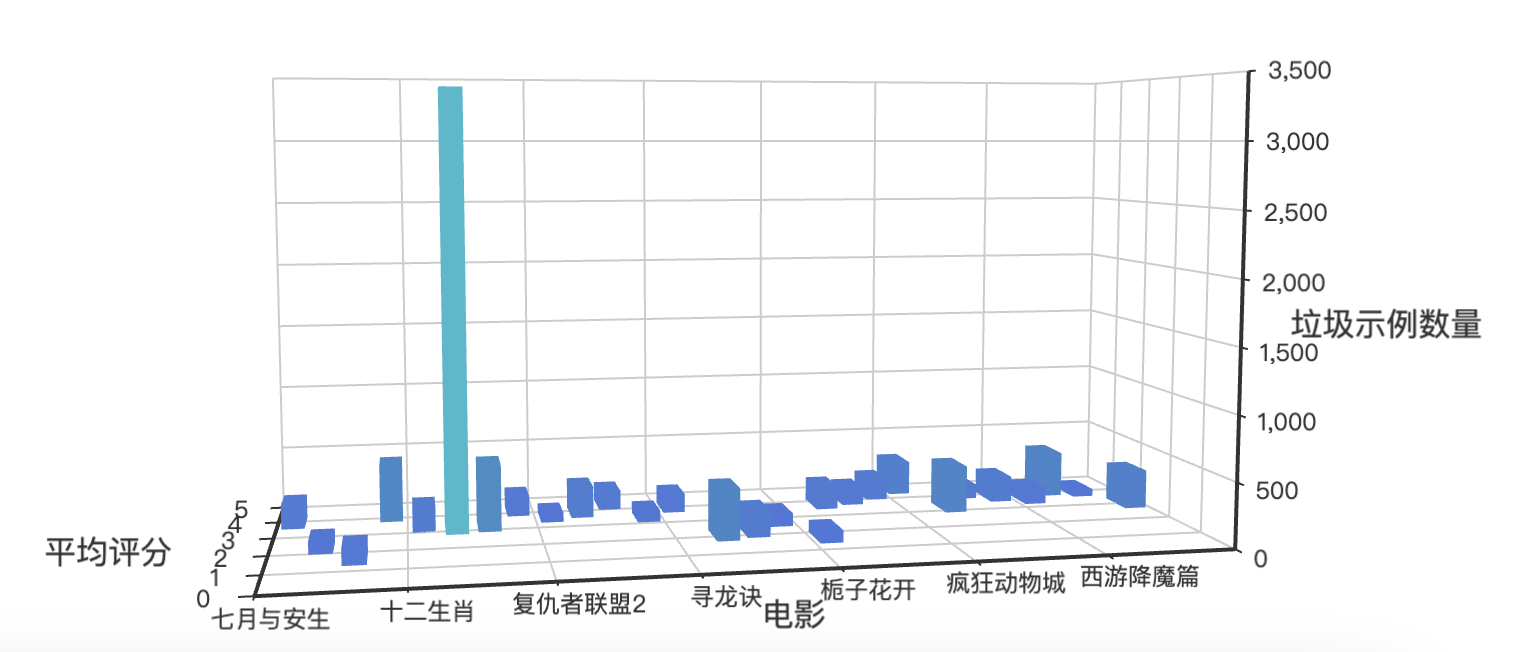 3,500
3,000
2,500
2,000
垃圾示例数量
1,500
1,000
500
0
5
4
3
2
1
0
平均评分
七月与安生
十二生肖
复仇者联盟2
寻龙诀
栀子花开
疯狂动物城
西游降魔篇
电影